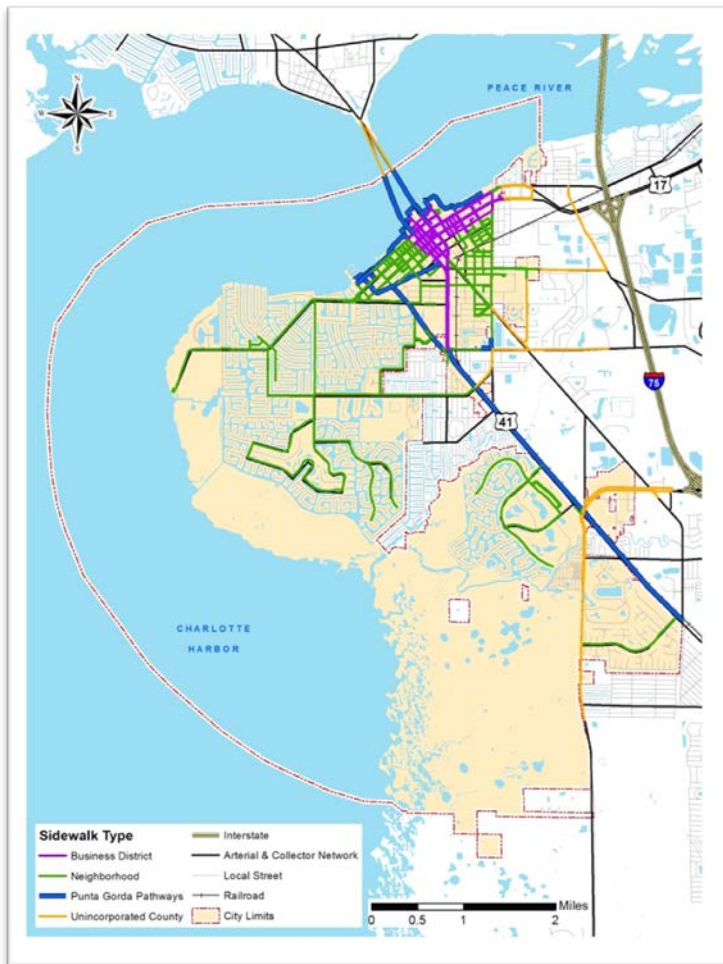 N
W E
S
PEACE RIVER
17
75
41
CHARLOTTE
HARBOR
Sidewalk Type
Business District
Neighborhood
Punta Gorda Pathways
Unincorporated County
Interstate
Arterial & Collector Network
Local Street
Railroad
City Limits
Miles
0 0.5 1 2